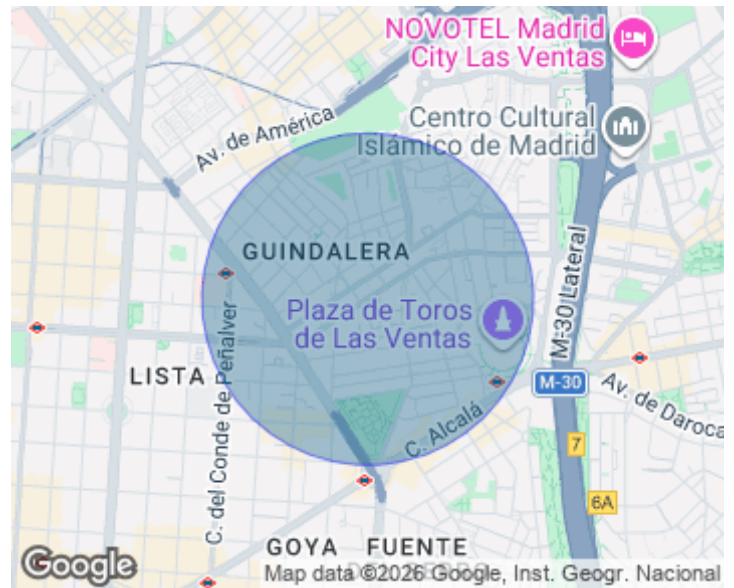 NOVOTEL Madrid
City Las Ventas
Centro Cultural
Islámico de Madrid
Av. de América
GUINDALERA
Plaza de Toros
de Las Ventas
M-30 Lateral
LISTA
C. del Conde de Peñalver
M-30
Av. de Daroca
C. Alcalá
7
6A
GOYA
FUENTE
Google
Map data ©2026 Google, Inst. Geogr. Nacional